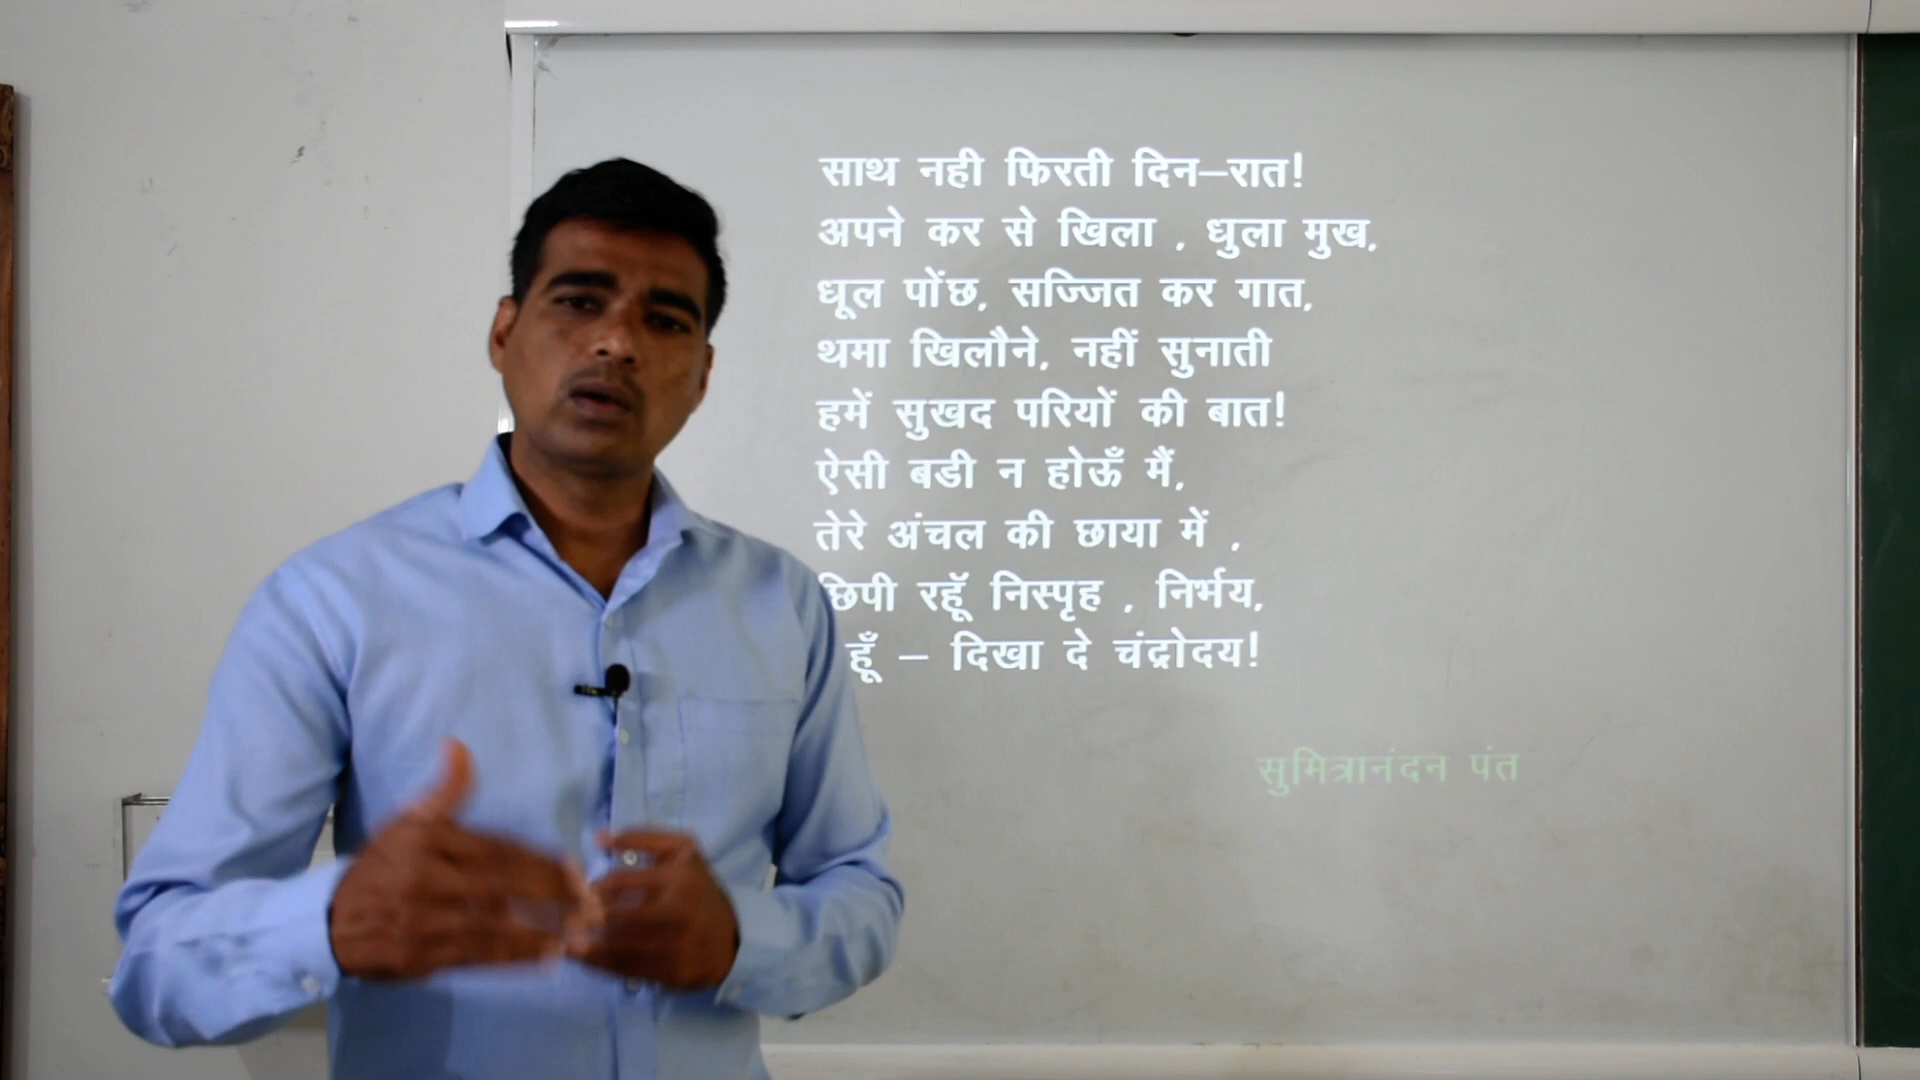 साथ नही फिरती दिन–रात!
अपने कर से खिला , धुला मुख,
धूल पोंछ, सज्जित कर गात,
थमा खिलौने, नहीं सुनाती
हमें सुखद परियों की बात!
ऐसी बडी न होऊँ मैं,
तेरे अंचल की छाया में ,
छिपी रहूॅ निस्पृह , निर्भय,
हूँ – दिखा दे चंद्रोदय!
सुमित्रानंदन पंत